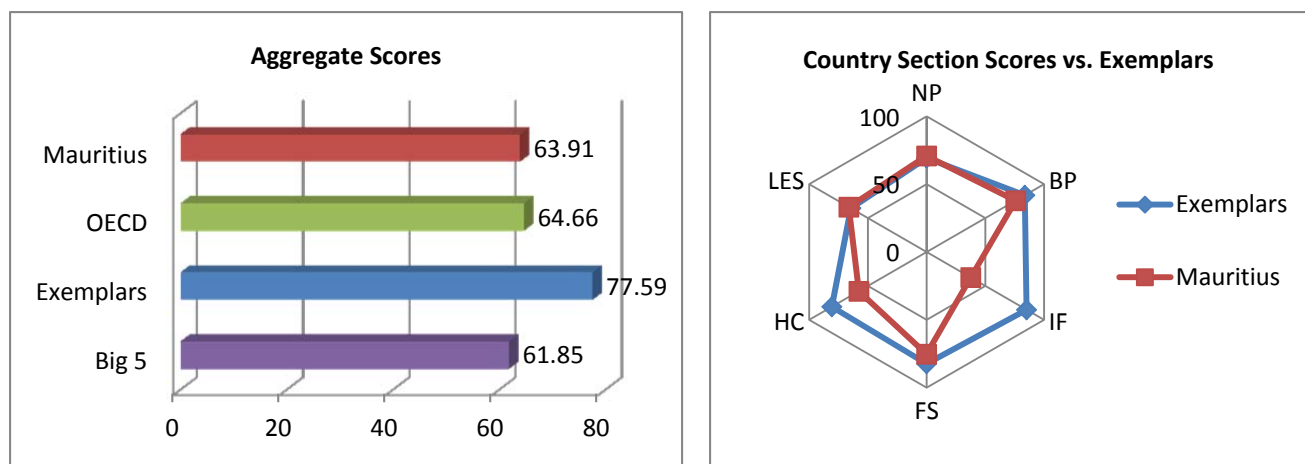 Aggregate Scores
Mauritius
63.91
OECD
64.66
Exemplars
77.59
Big 5
61.85
0 20 40 60 80
Country Section Scores vs. Exemplars
NP
100
LES
50
BP
0
HC
IF
FS
Exemplars
Mauritius